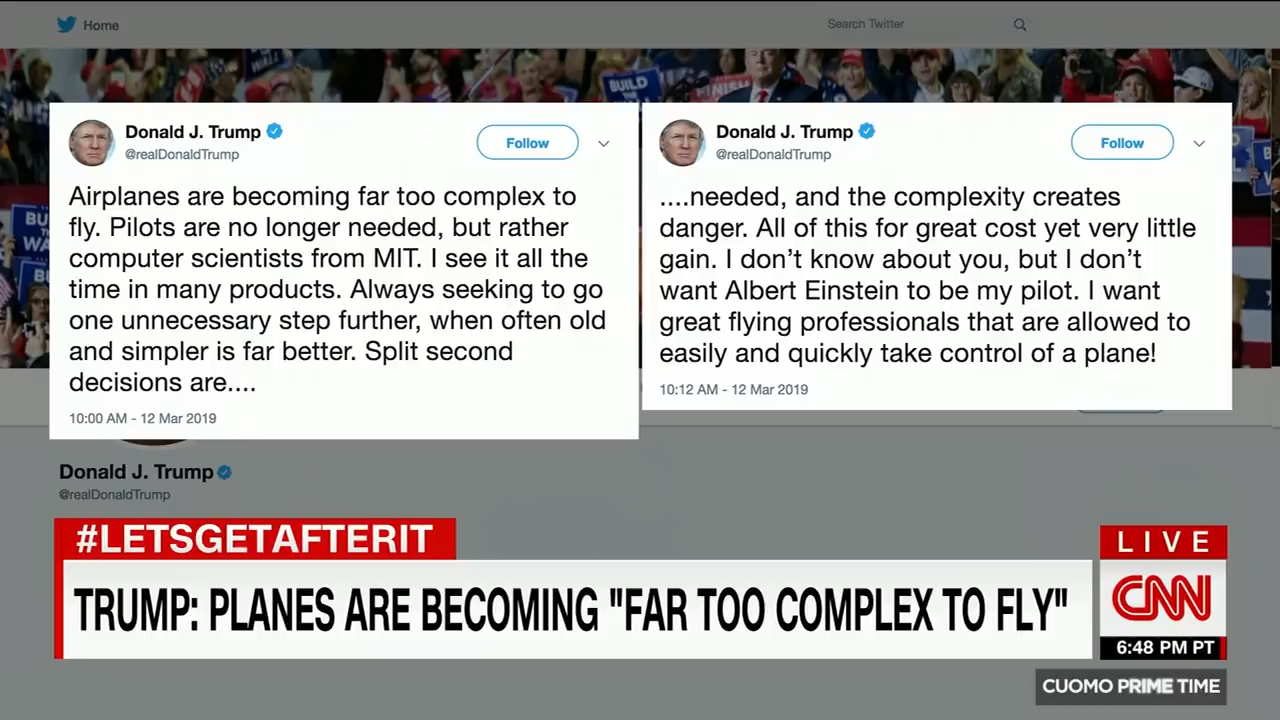 Home
Search Twitter
BUILD
Donald J. Trump
@realDonaldTrump
Follow
Airplanes are becoming far too complex to
fly. Pilots are no longer needed, but rather
computer scientists from MIT. I see it all the
time in many products. Always seeking to go
one unnecessary step further, when often old
and simpler is far better. Split second
decisions are....
10:00 AM - 12 Mar 2019
Donald J. Trump
@realDonaldTrump
Follow
....needed, and the complexity creates
danger. All of this for great cost yet very little
gain. I don’t know about you, but I don’t
want Albert Einstein to be my pilot. I want
great flying professionals that are allowed to
easily and quickly take control of a plane!
10:12 AM - 12 Mar 2019
Donald J. Trump
@realDonaldTrump
#LETSGETAFTERIT
TRUMP: PLANES ARE BECOMING "FAR TOO COMPLEX TO FLY"
LIVE
CNN
6:48 PM PT
CUOMO PRIME TIME